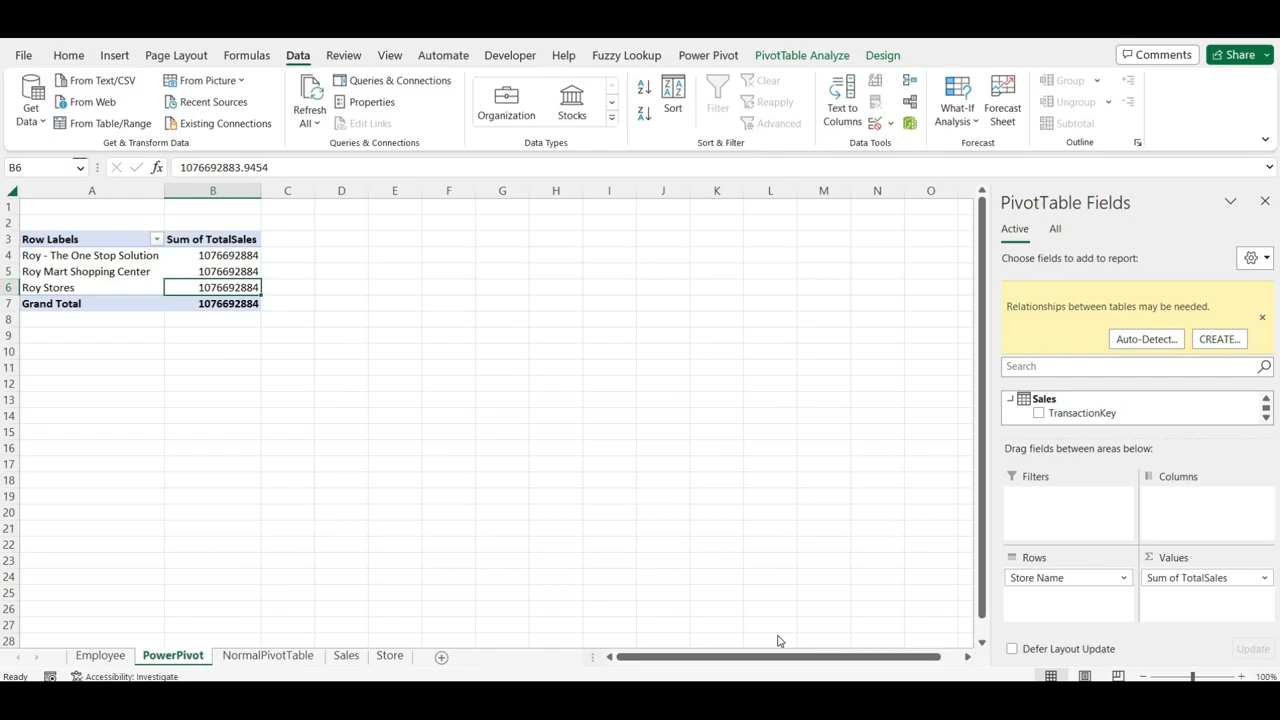 File Home Insert Page Layout Formulas Data Review View Automate Developer Help Fuzzy Lookup Power Pivot PivotTable Analyze Design Comments Share
Get Data
From Text/CSV
From Web
From Table/Range
From Picture
Recent Sources
Existing Connections
Get & Transform Data
Refresh All
Queries & Connections
Properties
Edit Links
Queries & Connections
Organization
Stocks
Data Types
Sort
Filter
Clear
Reapply
Advanced
Sort & Filter
Text to Columns
Data Tools
What-If Analysis
Forecast Sheet
Forecast
Group
Ungroup
Subtotal
Outline
B6 fx 1076692883.9454
A B C D E F G H I J K L M N O
1
2
3 Row Labels Sum of TotalSales
4 Roy - The One Stop Solution 1076692884
5 Roy Mart Shopping Center 1076692884
6 Roy Stores 1076692884
7 Grand Total 1076692884
8
9
10
11
12
13
14
15
16
17
18
19
20
21
22
23
24
25
26
27
28
PivotTable Fields
Active All
Choose fields to add to report:
Relationships between tables may be needed.
Auto-Detect... CREATE...
Search
Sales
TransactionKey
Drag fields between areas below:
Filters Columns
Rows Σ Values
Store Name Sum of TotalSales
Defer Layout Update Update
Employee PowerPivot NormalPivotTable Sales Store
Ready Accessibility: Investigate 100%